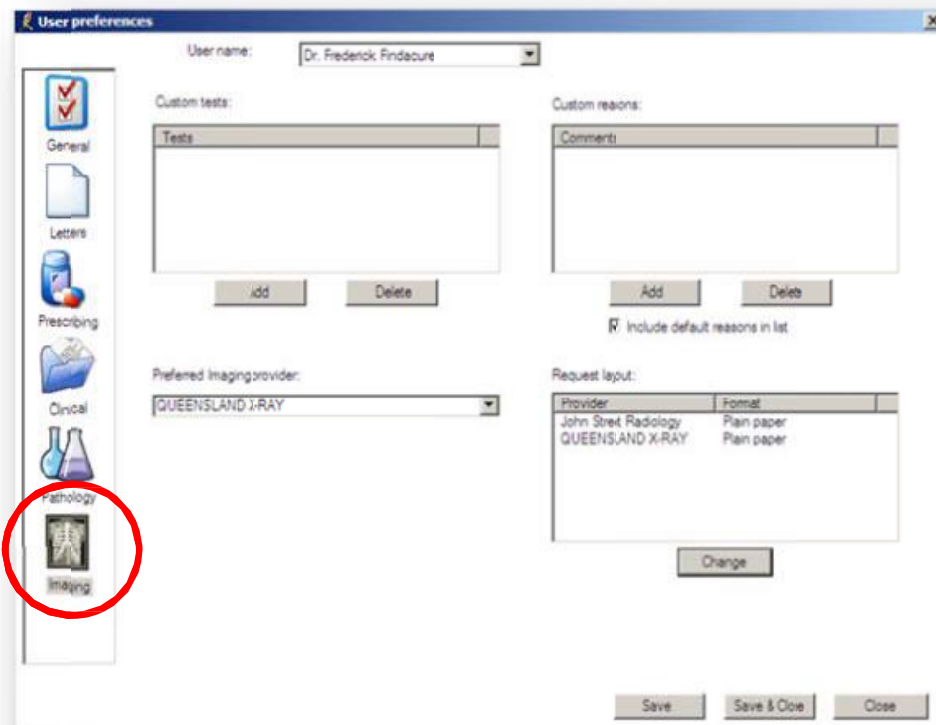 User preferences
User name: Dr. Frederick Findacure
General
Letters
Prescribing
Clinical
Pathology
Imaging
Custom tests:
Tests
Add Delete
Custom reasons:
Comments
Add Delete
Include default reasons in list
Preferred Imaging provider:
QUEENSLAND X-RAY
Request layout:
Provider Format
John Street Radiology Plain paper
QUEENSLAND X-RAY Plain paper
Change
Save Save & Close Close